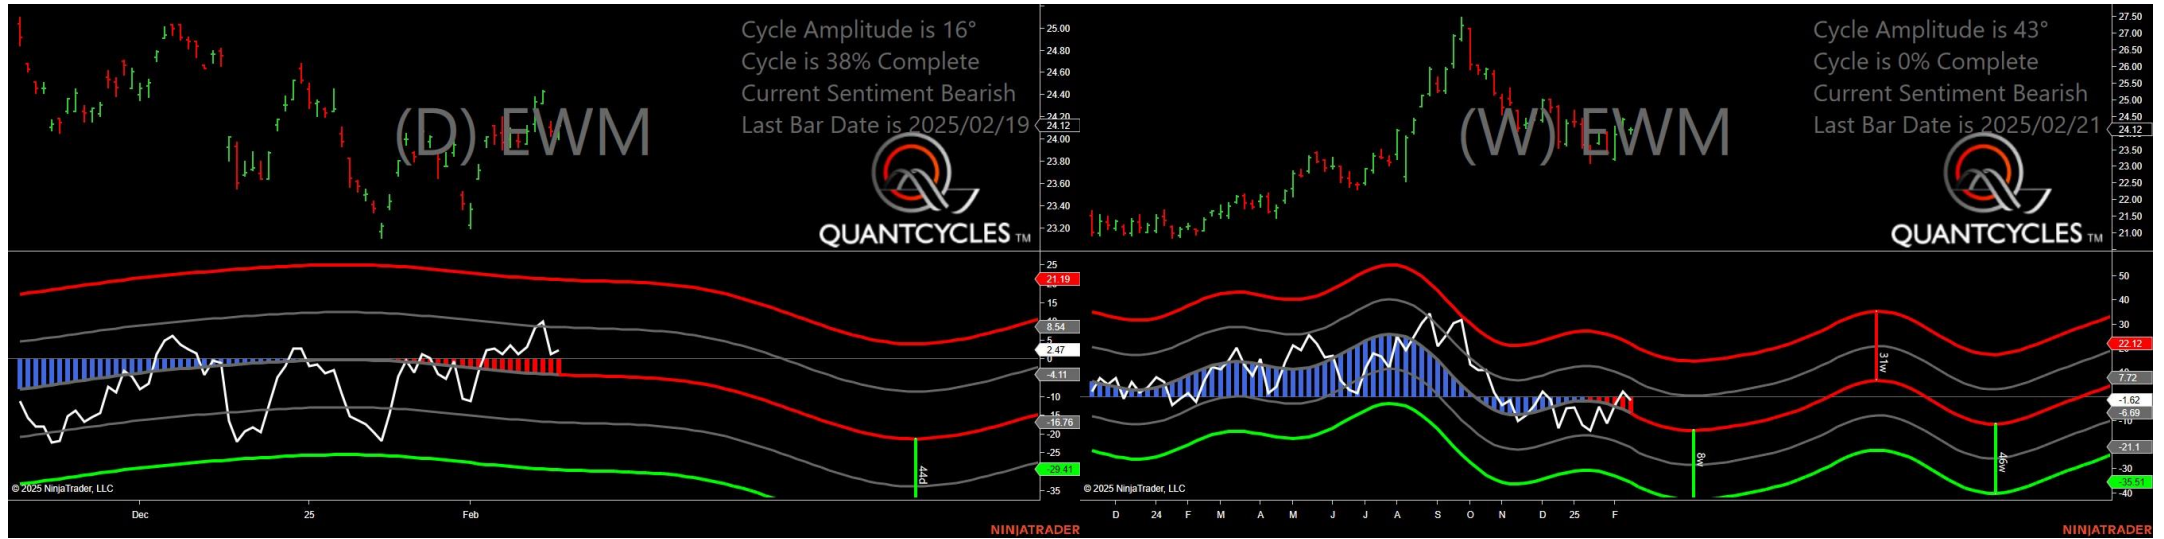 Cycle Amplitude is 16°
Cycle is 38% Complete
Current Sentiment Bearish
Last Bar Date is 2025/02/19
(D) EWM
QUANTCYCLES TM
25.00
24.80
24.60
24.40
24.20
24.12
24.00
23.80
23.60
23.40
23.20
25
21.19
15
8.54
2.47
0
-4.11
-10
-15
-16.76
-20
-25
-29.41
-35
44d
© 2025 NinjaTrader, LLC
Dec
25
Feb
NINJATRADER
Cycle Amplitude is 43°
Cycle is 0% Complete
Current Sentiment Bearish
Last Bar Date is 2025/02/21
(W) EWM
QUANTCYCLES TM
27.50
27.00
26.50
26.00
25.50
25.00
24.50
24.12
23.50
23.00
22.50
22.00
21.50
21.00
50
40
30
22.12
7.72
-1.62
-6.69
-10
-21.1
-30
-35.51
-40
31w
8w
46w
© 2025 NinjaTrader, LLC
D
24
F
M
A
M
J
J
A
S
O
N
D
25
F
NINJATRADER